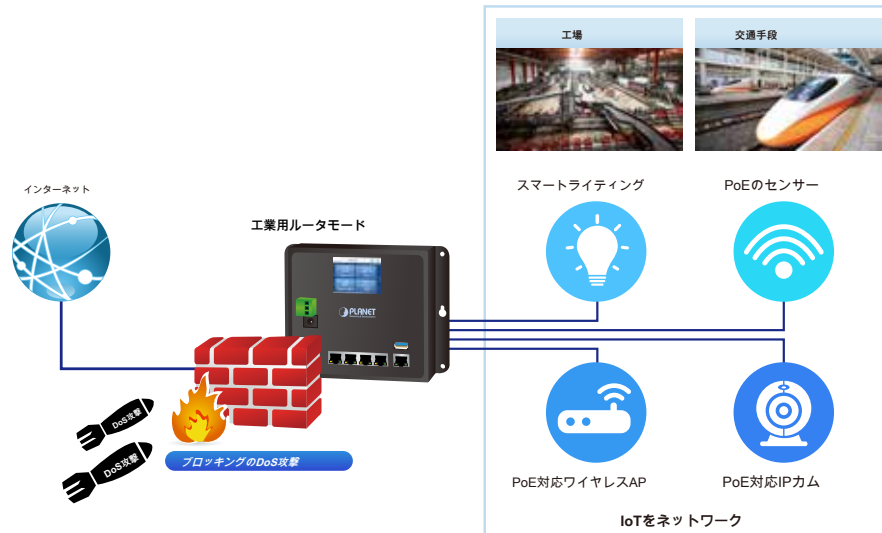 工場
交通手段
スマートライティング
PoEのセンサー
インターネット
工業用ルータモード
PLANET
DoS攻撃
DoS攻撃
ブロッキングのDoS攻撃
PoE対応ワイヤレスAP
PoE対応IPカム
IoTをネットワーク